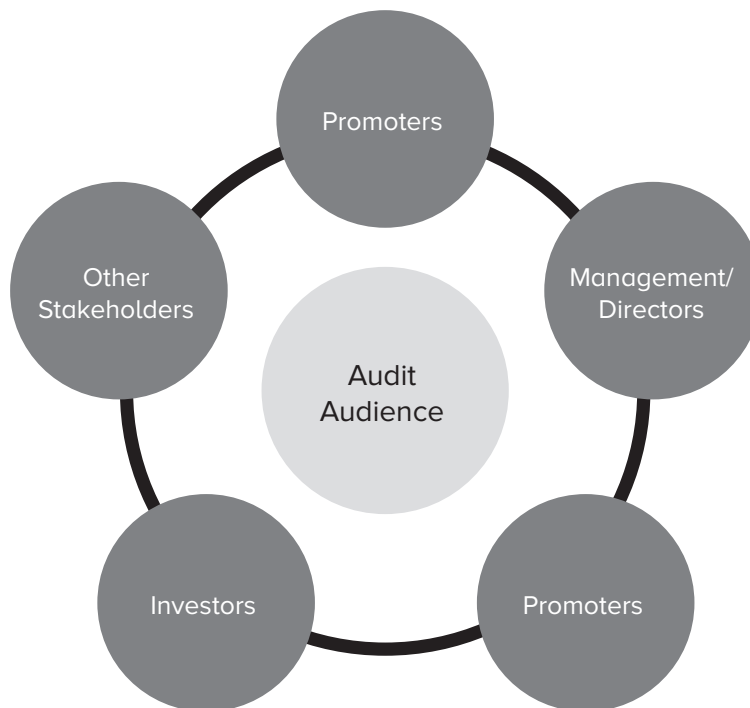 Promoters
Other
Stakeholders
Management/
Directors
Audit
Audience
Investors
Promoters